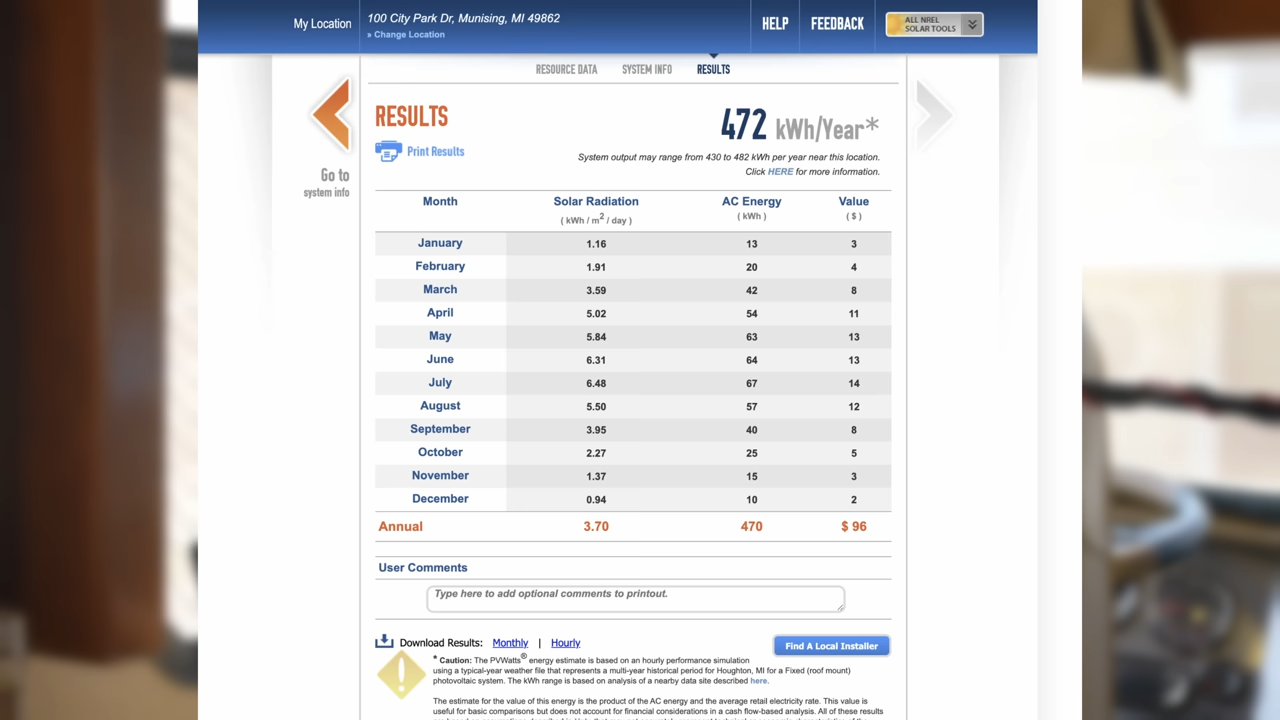 My Location
100 City Park Dr, Munising, MI 49862
» Change Location
HELP
FEEDBACK
ALL NREL
SOLAR TOOLS
RESOURCE DATA
SYSTEM INFO
RESULTS
Go to
system info
RESULTS
Print Results
472 kWh/Year*
System output may range from 430 to 482 kWh per year near this location.
Click HERE for more information.
Month Solar Radiation AC Energy Value
( kWh / m2 / day ) ( kWh ) ( $ )
January 1.16 13 3
February 1.91 20 4
March 3.59 42 8
April 5.02 54 11
May 5.84 63 13
June 6.31 64 13
July 6.48 67 14
August 5.50 57 12
September 3.95 40 8
October 2.27 25 5
November 1.37 15 3
December 0.94 10 2
Annual 3.70 470 $ 96
User Comments
Type here to add optional comments to printout.
Download Results: Monthly | Hourly
Find A Local Installer
* Caution: The PVWatts® energy estimate is based on an hourly performance simulation
using a typical-year weather file that represents a multi-year historical period for Houghton, MI for a Fixed (roof mount)
photovoltaic system. The kWh range is based on analysis of a nearby data site described here.
The estimate for the value of this energy is the product of the AC energy and the average retail electricity rate. This value is
useful for basic comparisons but does not account for financial considerations in a cash flow-based analysis. All of these results